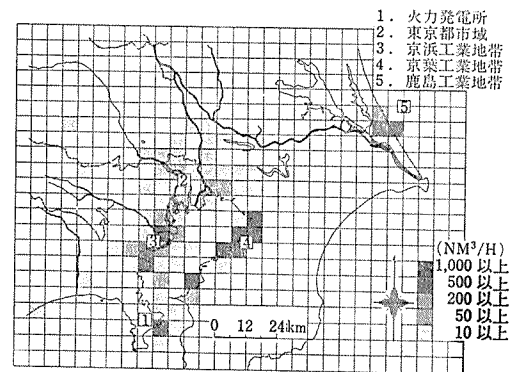 1. 火力発電所
2. 東京都市域
3. 京浜工業地帯
4. 京葉工業地帯
5. 鹿島工業地帯
5
2
3
4
1
(NM³/H)
1,000 以上
500 以上
200 以上
50 以上
10 以上
0 12 24km